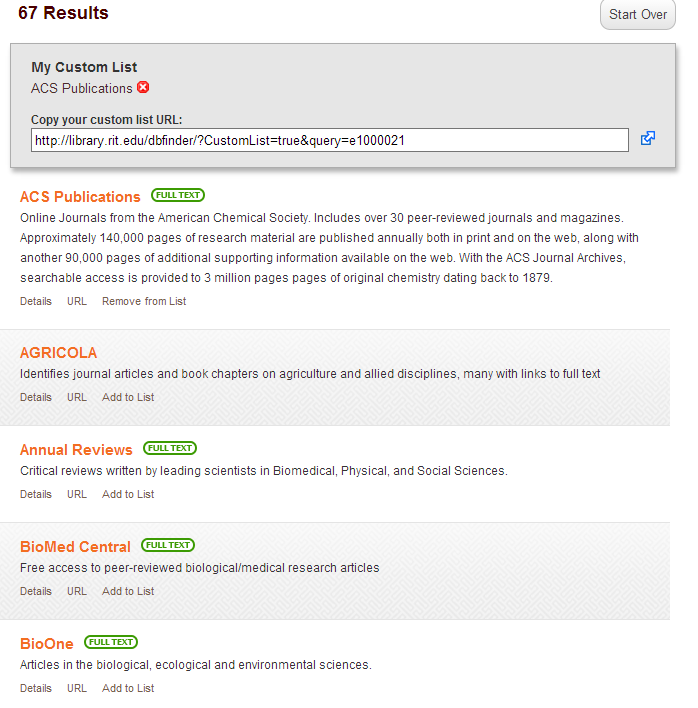 67 Results
Start Over
My Custom List
ACS Publications
Copy your custom list URL:
http://library.rit.edu/dbfinder/?CustomList=true&query=e1000021
ACS Publications FULL TEXT
Online Journals from the American Chemical Society. Includes over 30 peer-reviewed journals and magazines.
Approximately 140,000 pages of research material are published annually both in print and on the web, along with
another 90,000 pages of additional supporting information available on the web. With the ACS Journal Archives,
searchable access is provided to 3 million pages pages of original chemistry dating back to 1879.
Details URL Remove from List
AGRICOLA
Identifies journal articles and book chapters on agriculture and allied disciplines, many with links to full text
Details URL Add to List
Annual Reviews FULL TEXT
Critical reviews written by leading scientists in Biomedical, Physical, and Social Sciences.
Details URL Add to List
BioMed Central FULL TEXT
Free access to peer-reviewed biological/medical research articles
Details URL Add to List
BioOne FULL TEXT
Articles in the biological, ecological and environmental sciences.
Details URL Add to List